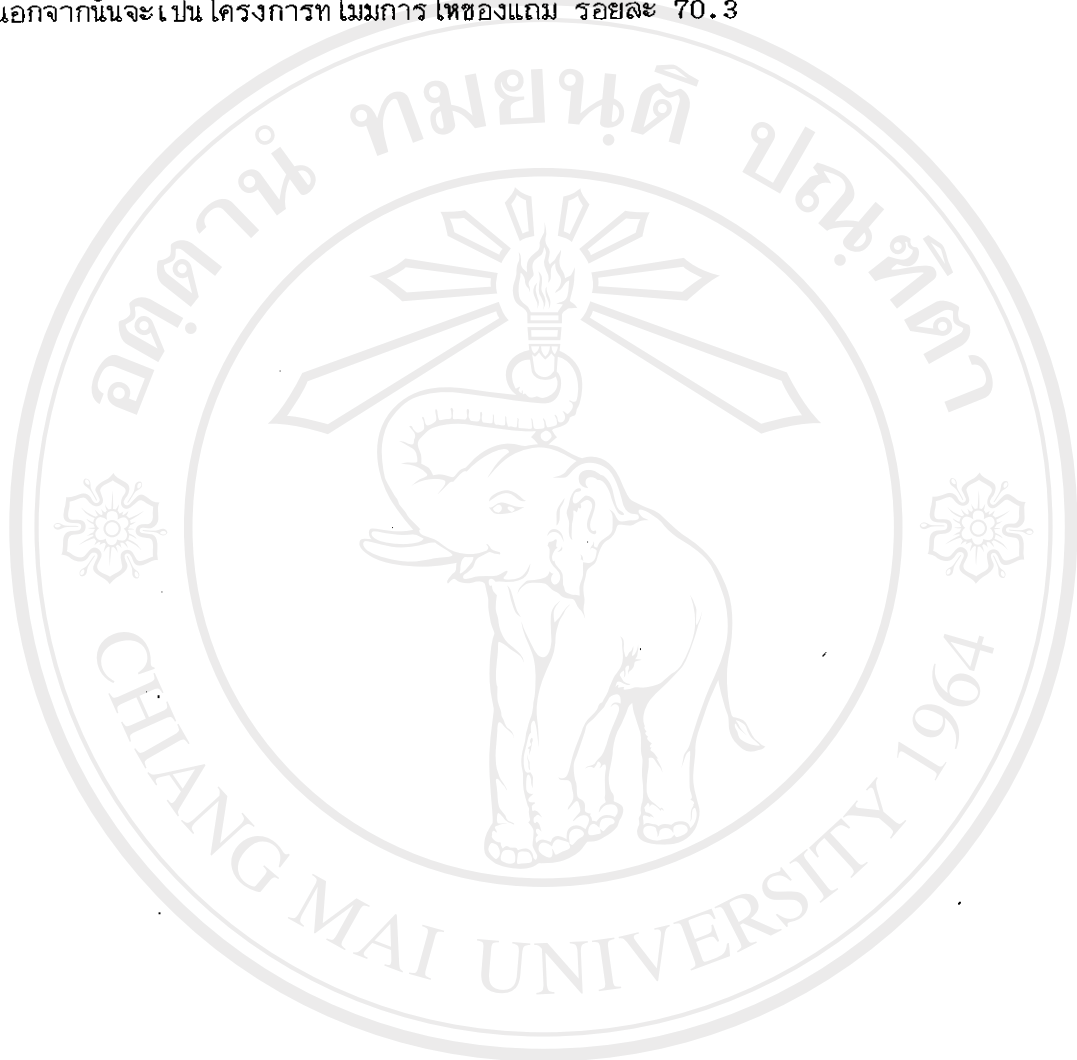 นอกจากนั้นจะเป็นโครงการที่ไม่มีการให้ของแถม ร้อยละ 70.3
อตฺตานํ ทมยนฺติ ปณฺฑิตา
CHIANG MAI UNIVERSITY 1964